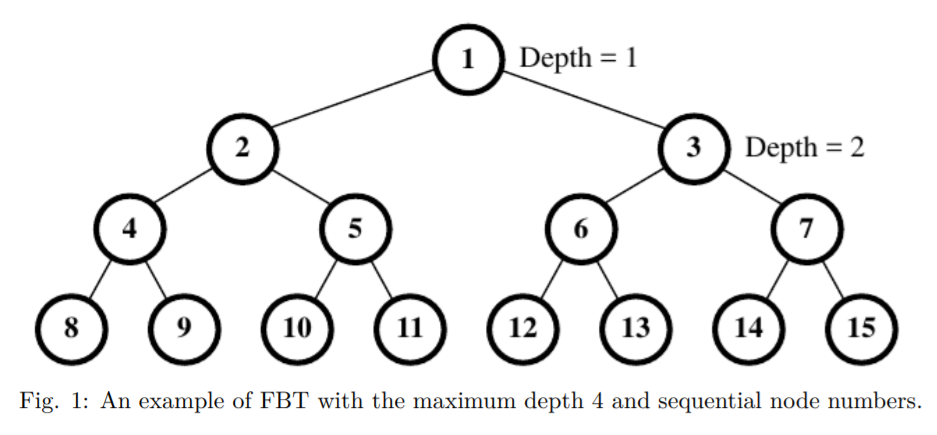 1 Depth = 1
2 3 Depth = 2
4 5 6 7
8 9 10 11 12 13 14 15
Fig. 1: An example of FBT with the maximum depth 4 and sequential node numbers.